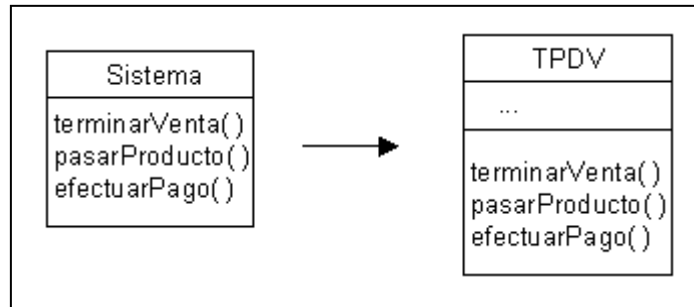 Sistema
terminarVenta()
pasarProducto()
efectuarPago()
TPDV
...
terminarVenta()
pasarProducto()
efectuarPago()